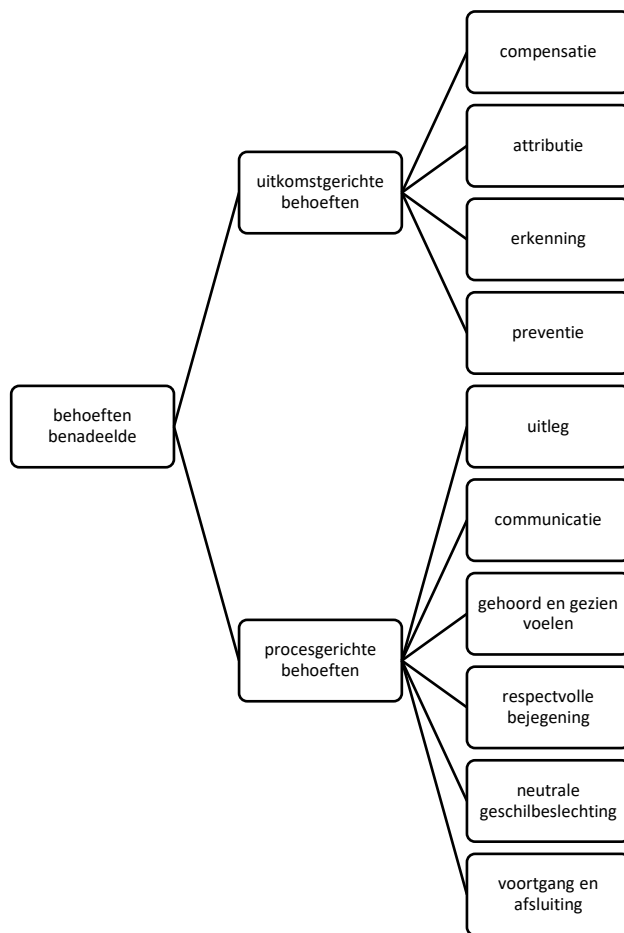 compensatie
attributie
uitkomstgerichte
behoeften
erkenning
preventie
behoeften
benadeelde
uitleg
communicatie
gehoord en gezien
voelen
procesgerichte
behoeften
respectvolle
bejegening
neutrale
geschilbeslechting
voortgang en
afsluiting